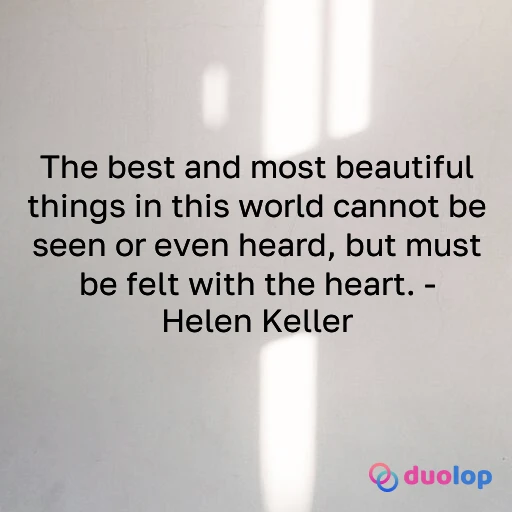 The best and most beautiful
things in this world cannot be
seen or even heard, but must
be felt with the heart. -
Helen Keller
duolop